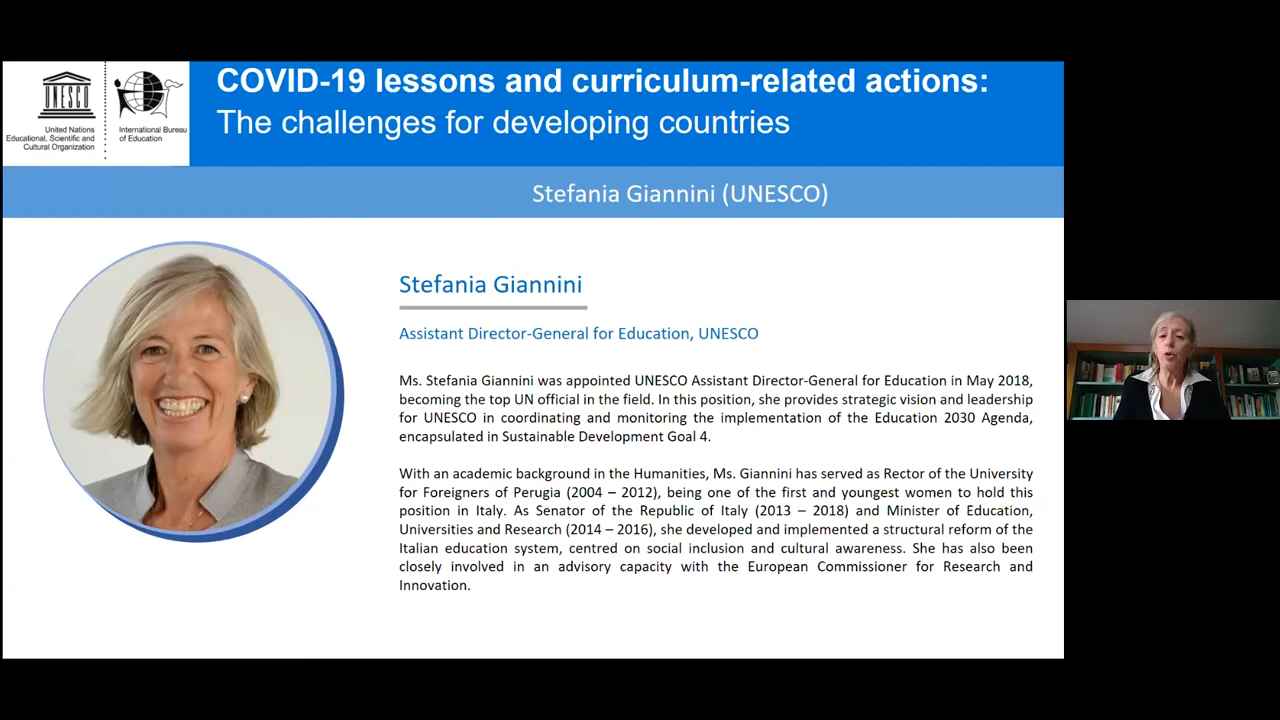 COVID-19 lessons and curriculum-related actions:
The challenges for developing countries
UNESCO
United Nations
Educational, Scientific and
Cultural Organization
International Bureau
of Education
Stefania Giannini (UNESCO)
Stefania Giannini
Assistant Director-General for Education, UNESCO
Ms. Stefania Giannini was appointed UNESCO Assistant Director-General for Education in May 2018,
becoming the top UN official in the field. In this position, she provides strategic vision and leadership
for UNESCO in coordinating and monitoring the implementation of the Education 2030 Agenda,
encapsulated in Sustainable Development Goal 4.
With an academic background in the Humanities, Ms. Giannini has served as Rector of the University
for Foreigners of Perugia (2004 – 2012), being one of the first and youngest women to hold this
position in Italy. As Senator of the Republic of Italy (2013 – 2018) and Minister of Education,
Universities and Research (2014 – 2016), she developed and implemented a structural reform of the
Italian education system, centred on social inclusion and cultural awareness. She has also been
closely involved in an advisory capacity with the European Commissioner for Research and
Innovation.